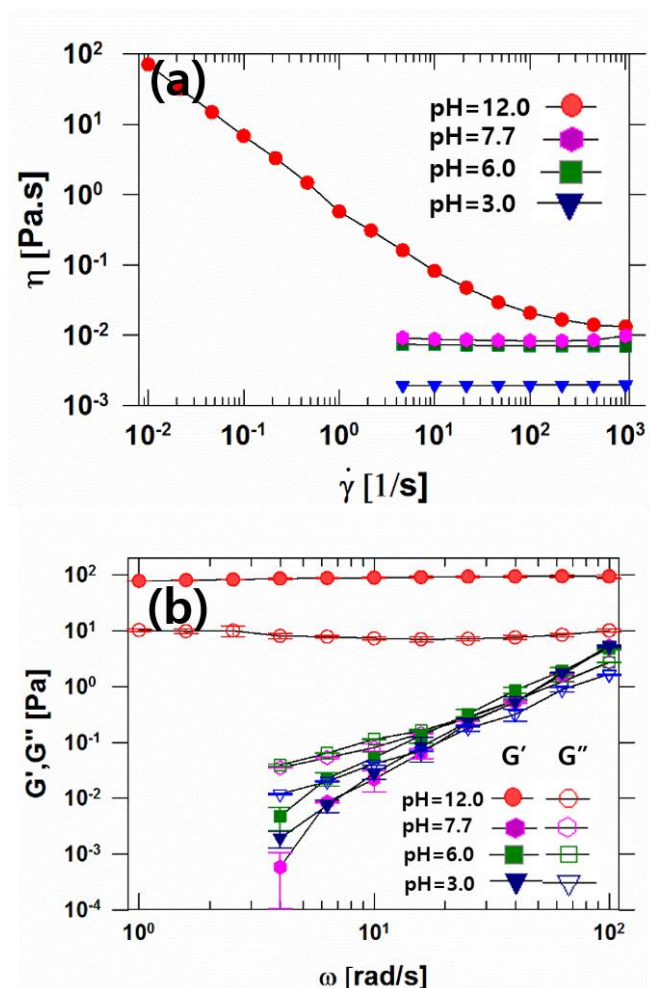 (a)
η [Pa.s]
10²
10¹
10⁰
10⁻¹
10⁻²
10⁻³
pH=12.0
pH=7.7
pH=6.0
pH=3.0
10⁻² 10⁻¹ 10⁰ 10¹ 10² 10³
γ̇ [1/s]
(b)
G',G'' [Pa]
10²
10¹
10⁰
10⁻¹
10⁻²
10⁻³
10⁻⁴
G' G''
pH=12.0
pH=7.7
pH=6.0
pH=3.0
10⁰ 10¹ 10²
ω [rad/s]